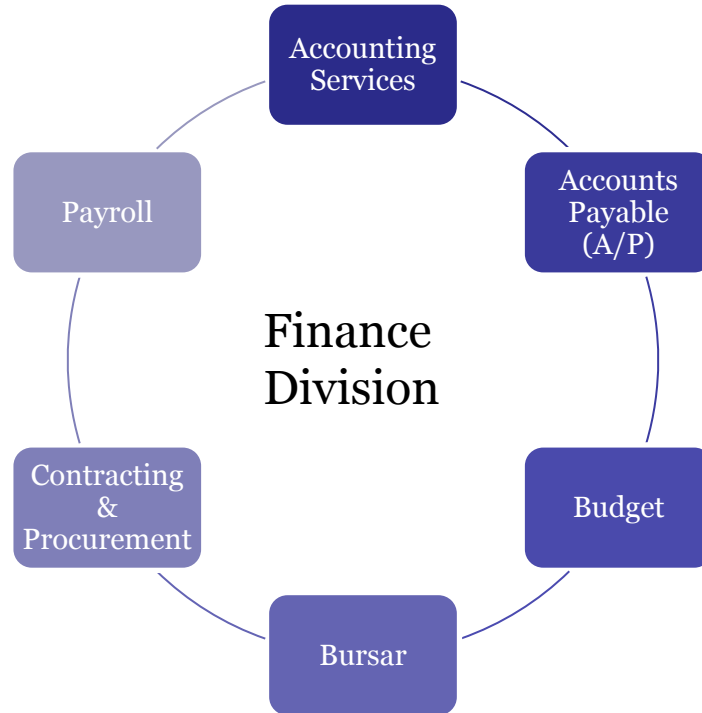 Accounting
Services
Accounts
Payable
(A/P)
Budget
Bursar
Contracting
&
Procurement
Payroll
Finance
Division